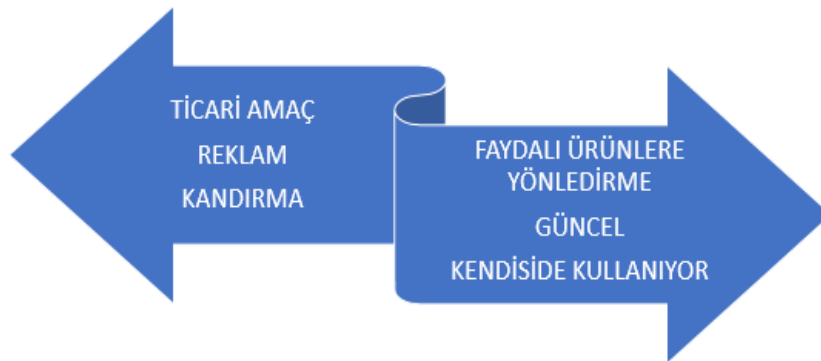 TİCARİ AMAÇ
REKLAM
KANDIRMA
FAYDALI ÜRÜNLERE
YÖNLEDİRME
GÜNCEL
KENDİSİDE KULLANIYOR